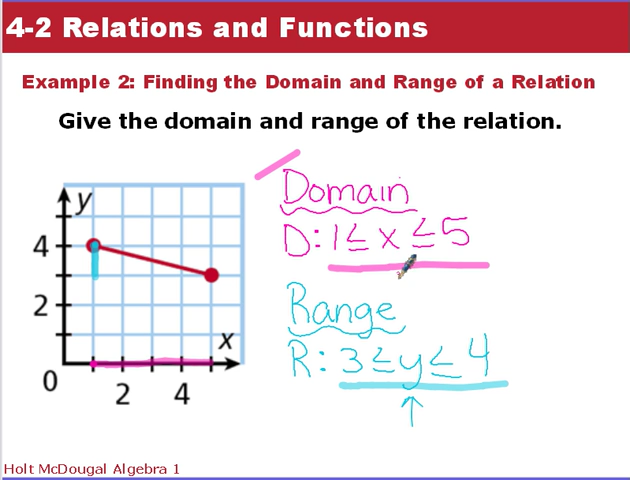 4-2 Relations and Functions
Example 2: Finding the Domain and Range of a Relation
Give the domain and range of the relation.
Domain
D: 1 ≤ x ≤ 5
Range
R: 3 ≤ y ≤ 4
y
4
2
x
0
2 4
Holt McDougal Algebra 1